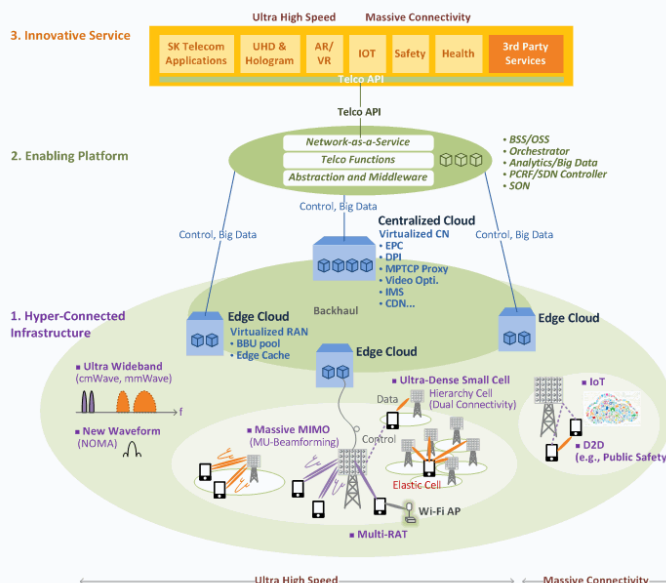 Ultra High Speed
Massive Connectivity
3. Innovative Service
SK Telecom
Applications
UHD &
Hologram
AR/
VR
IOT
Safety
Health
3rd Party
Services
Telco API
Telco API
2. Enabling Platform
Network-as-a-Service
Telco Functions
Abstraction and Middleware
• BSS/OSS
• Orchestrator
• Analytics/Big Data
• PCRF/SDN Controller
• SON
Control, Big Data
Control, Big Data
Control, Big Data
Centralized Cloud
Virtualized CN
• EPC
• DPI
• MPTCP Proxy
• Video Opti.
• IMS
• CDN...
1. Hyper-Connected
Infrastructure
Edge Cloud
Virtualized RAN
• BBU pool
• Edge Cache
Backhaul
Edge Cloud
Edge Cloud
■ Ultra Wideband
(cmWave, mmWave)
f
■ New Waveform
(NOMA)
■ Massive MIMO
(MU-Beamforming)
Data
Control
■ Ultra-Dense Small Cell
Hierarchy Cell
(Dual Connectivity)
Elastic Cell
Wi-Fi AP
■ Multi-RAT
■ IoT
■ D2D
(e.g., Public Safety)
Ultra High Speed
Massive Connectivity